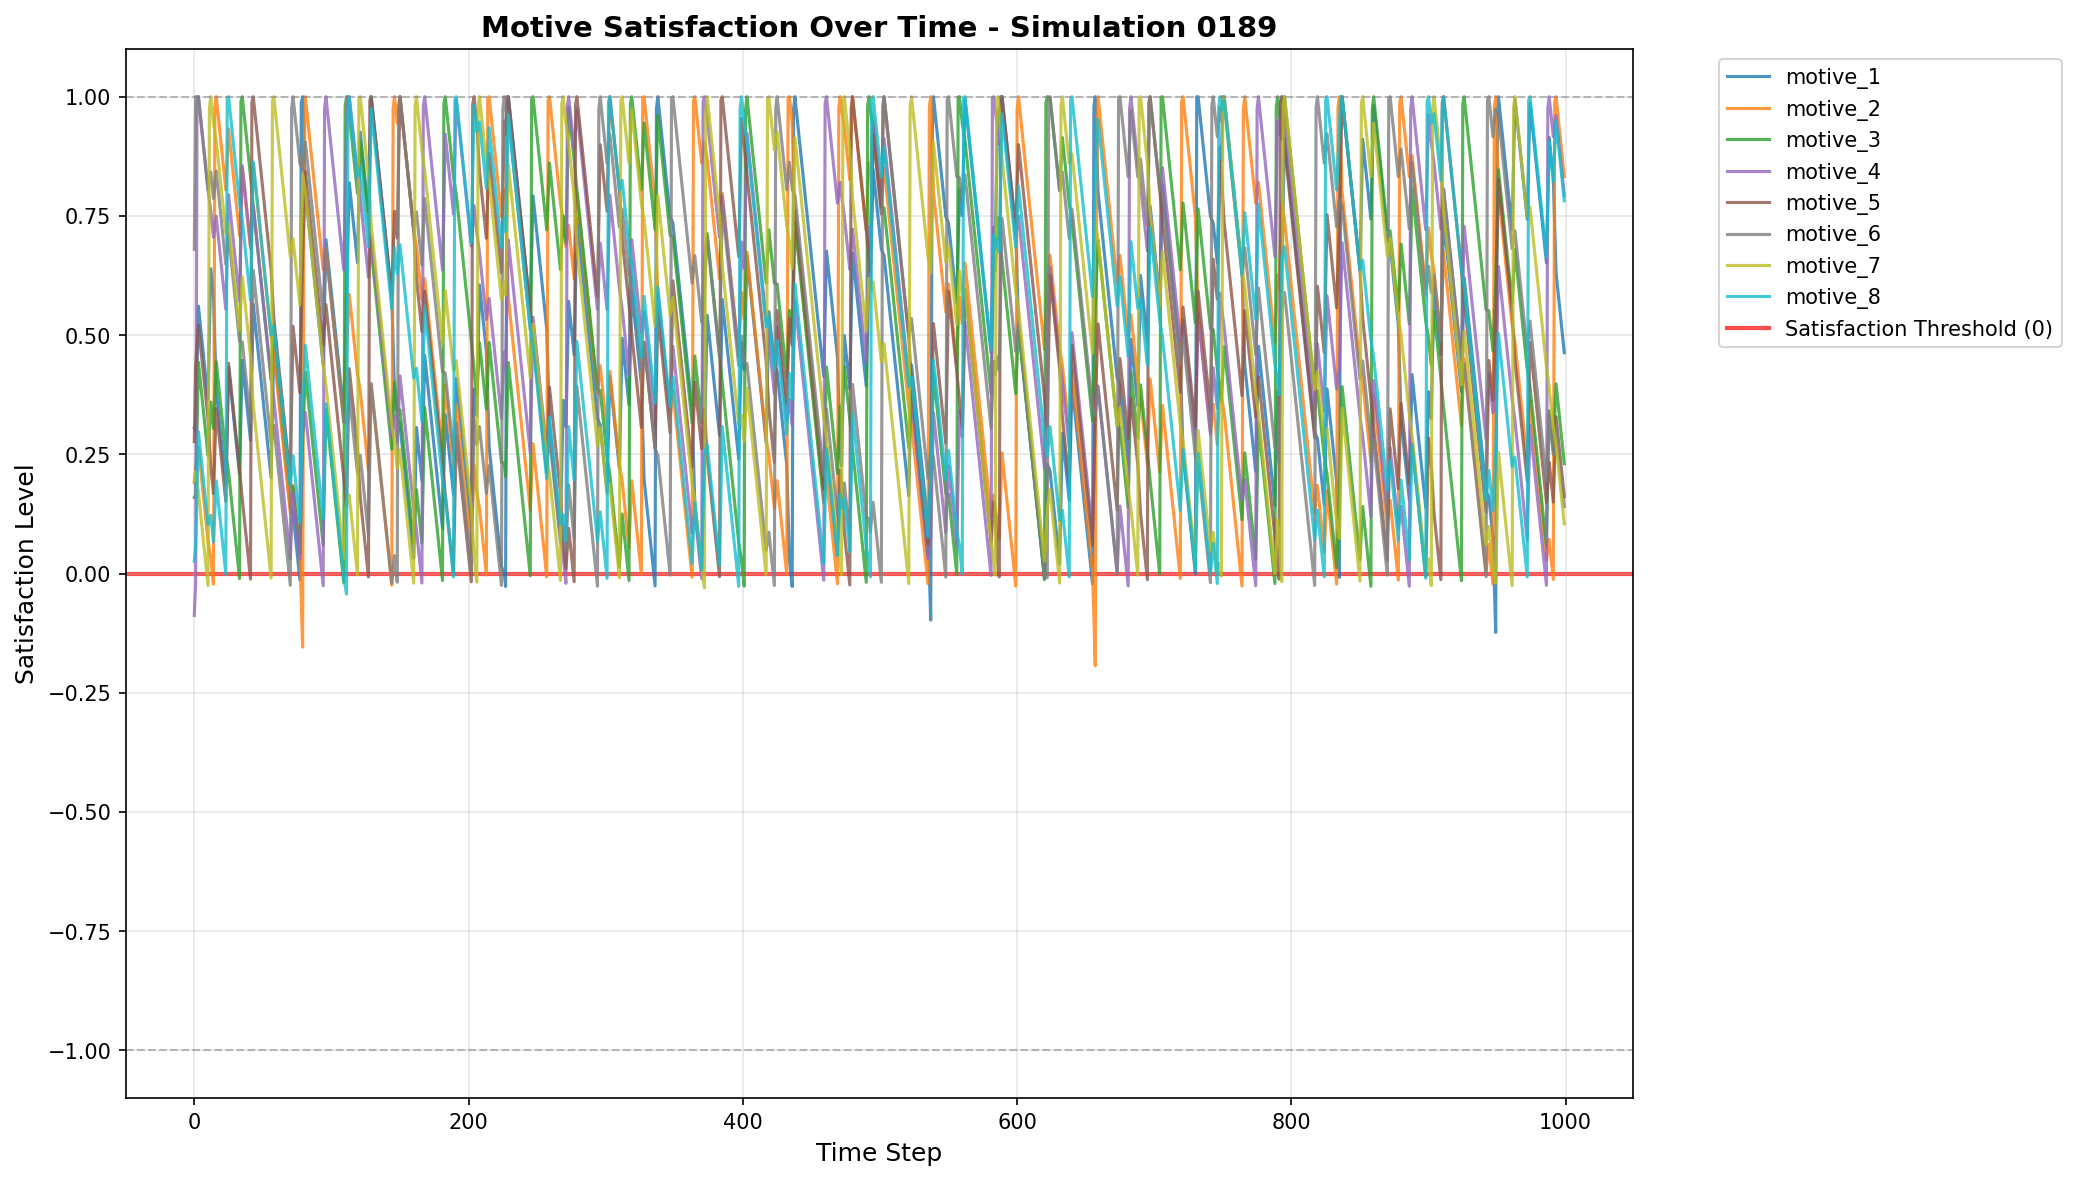 Motive Satisfaction Over Time - Simulation 0189
Satisfaction Level
1.00
0.75
0.50
0.25
0.00
−0.25
−0.50
−0.75
−1.00
0
200
400
600
800
1000
Time Step
motive_1
motive_2
motive_3
motive_4
motive_5
motive_6
motive_7
motive_8
Satisfaction Threshold (0)